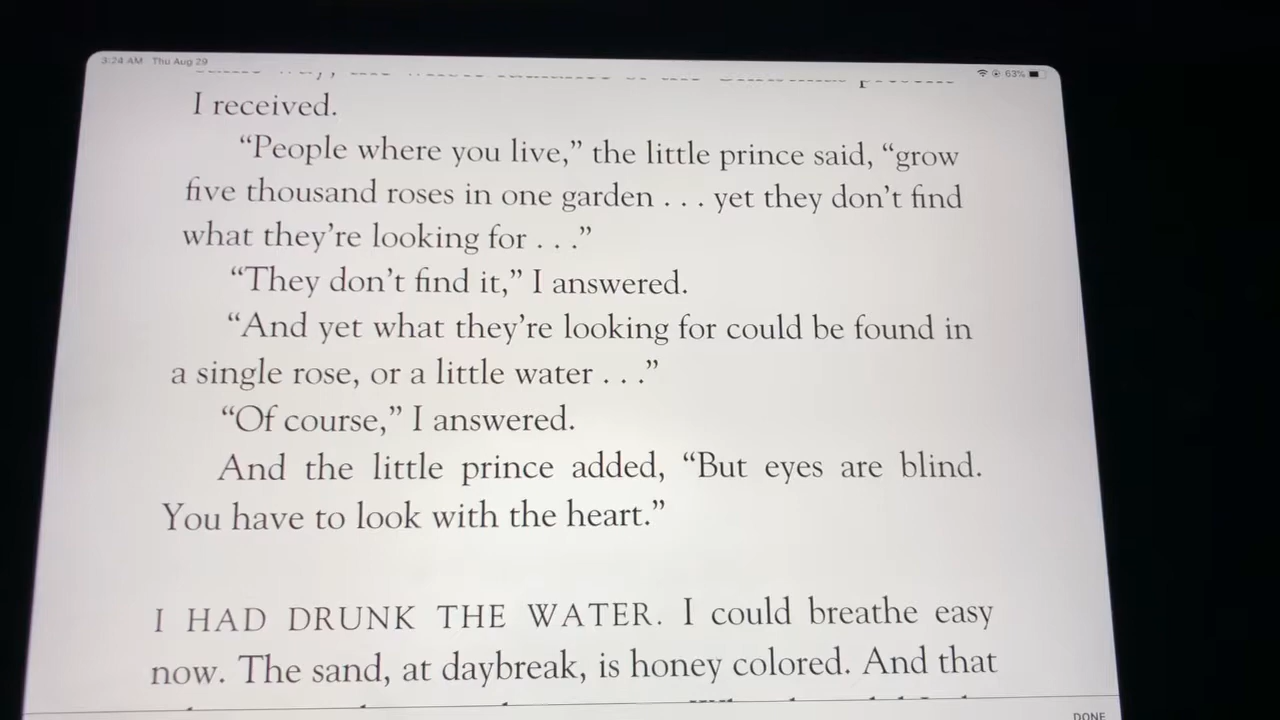 3:24 AM Thu Aug 29
63%
I received.
“People where you live,” the little prince said, “grow
five thousand roses in one garden . . . yet they don’t find
what they’re looking for . . .”
“They don’t find it,” I answered.
“And yet what they’re looking for could be found in
a single rose, or a little water . . .”
“Of course,” I answered.
And the little prince added, “But eyes are blind.
You have to look with the heart.”
I HAD DRUNK THE WATER. I could breathe easy
now. The sand, at daybreak, is honey colored. And that
DONE